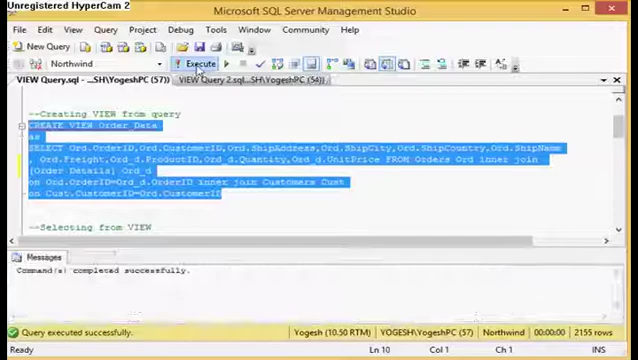 Unregistered HyperCam 2
Microsoft SQL Server Management Studio
File Edit View Query Project Debug Tools Window Community Help
New Query
Northwind Execute
VIEW Query.sql - ...SH\YogeshPC (57)) VIEW Query 2.sql...SH\YogeshPC (54))
--Creating VIEW from query
CREATE VIEW Order_Data
as
SELECT Ord.OrderID,Ord.CustomerID,Ord.ShipAddress,Ord.ShipCity,Ord.ShipCountry,Ord.ShipName
, Ord.Freight,Ord_d.ProductID,Ord_d.Quantity,Ord_d.UnitPrice FROM Orders Ord inner join
[Order Details] Ord_d
on Ord.OrderID=Ord_d.OrderID inner join Customers Cust
on Cust.CustomerID=Ord.CustomerID
--Selecting from VIEW
Messages
Command(s) completed successfully.
Query executed successfully. Yogesh (10.50 RTM) YOGESH\YogeshPC (57) Northwind 00:00:00 2155 rows
Ready Ln 10 Col 1 Ch 1 INS